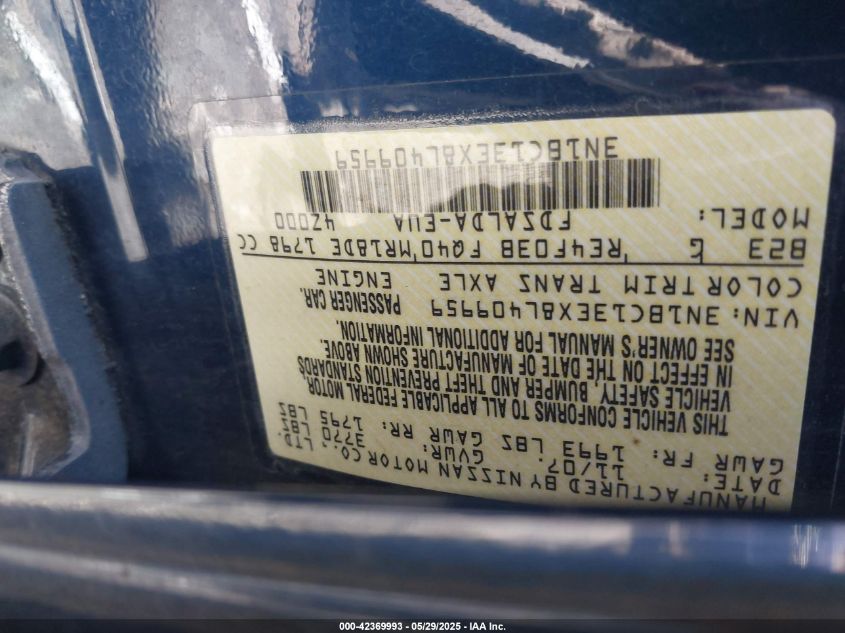 MANUFACTURED BY NISSAN MOTOR CO., LTD.
DATE: 11/07 GVWR: 3770 LBS
GAWR FR: 1993 LBS GAWR RR: 1795 LBS
THIS VEHICLE CONFORMS TO ALL APPLICABLE FEDERAL MOTOR
VEHICLE SAFETY, BUMPER AND THEFT PREVENTION STANDARDS
IN EFFECT ON THE DATE OF MANUFACTURE SHOWN ABOVE.
SEE OWNER'S MANUAL FOR ADDITIONAL INFORMATION.
VIN: 3N1BC13EX8L409959 PASSENGER CAR.
COLOR TRIM TRANS AXLE ENGINE
B23 G 'RE4F03B FQ40'MR18DE 1798 CC
MODEL: FDSALDA-EUA 4Z000
3N1BC13EX8L409959
000-42369993 - 05/29/2025 - IAA Inc.